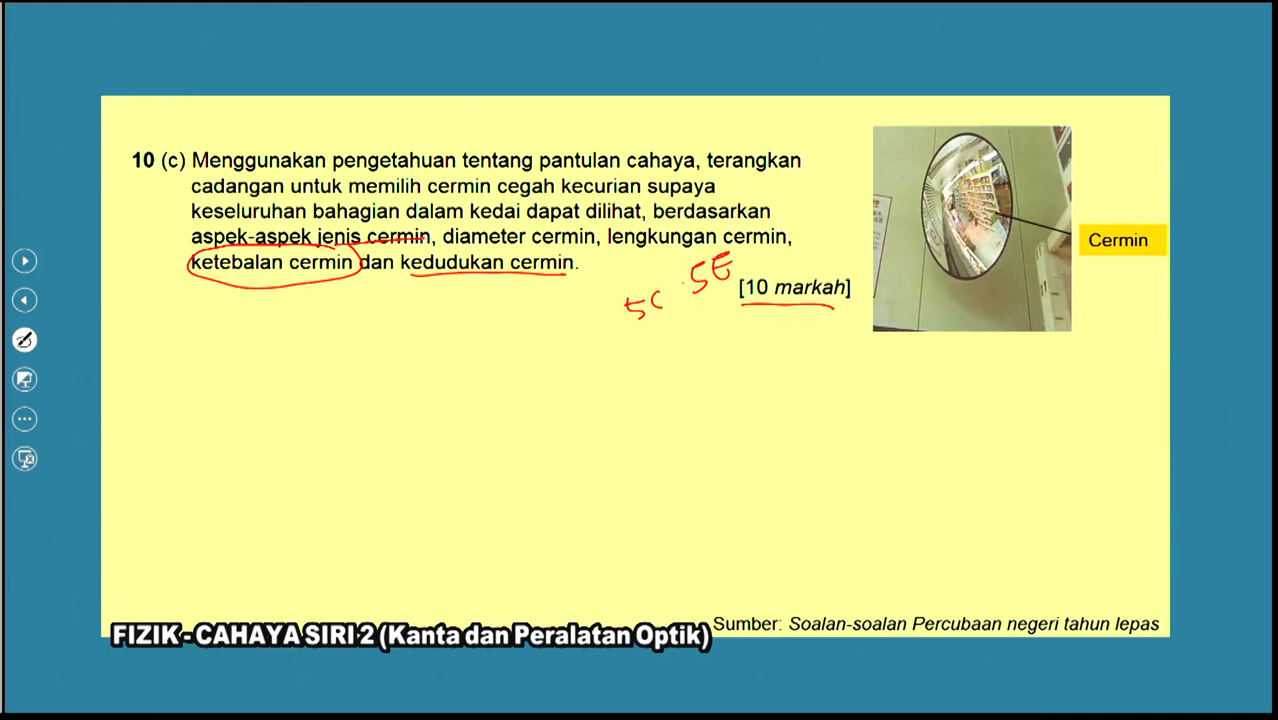 10 (c) Menggunakan pengetahuan tentang pantulan cahaya, terangkan
cadangan untuk memilih cermin cegah kecurian supaya
keseluruhan bahagian dalam kedai dapat dilihat, berdasarkan
aspek-aspek jenis cermin, diameter cermin, lengkungan cermin,
ketebalan cermin dan kedudukan cermin.
5C 5E
[10 markah]
Cermin
Sumber: Soalan-soalan Percubaan negeri tahun lepas
FIZIK - CAHAYA SIRI 2 (Kanta dan Peralatan Optik)